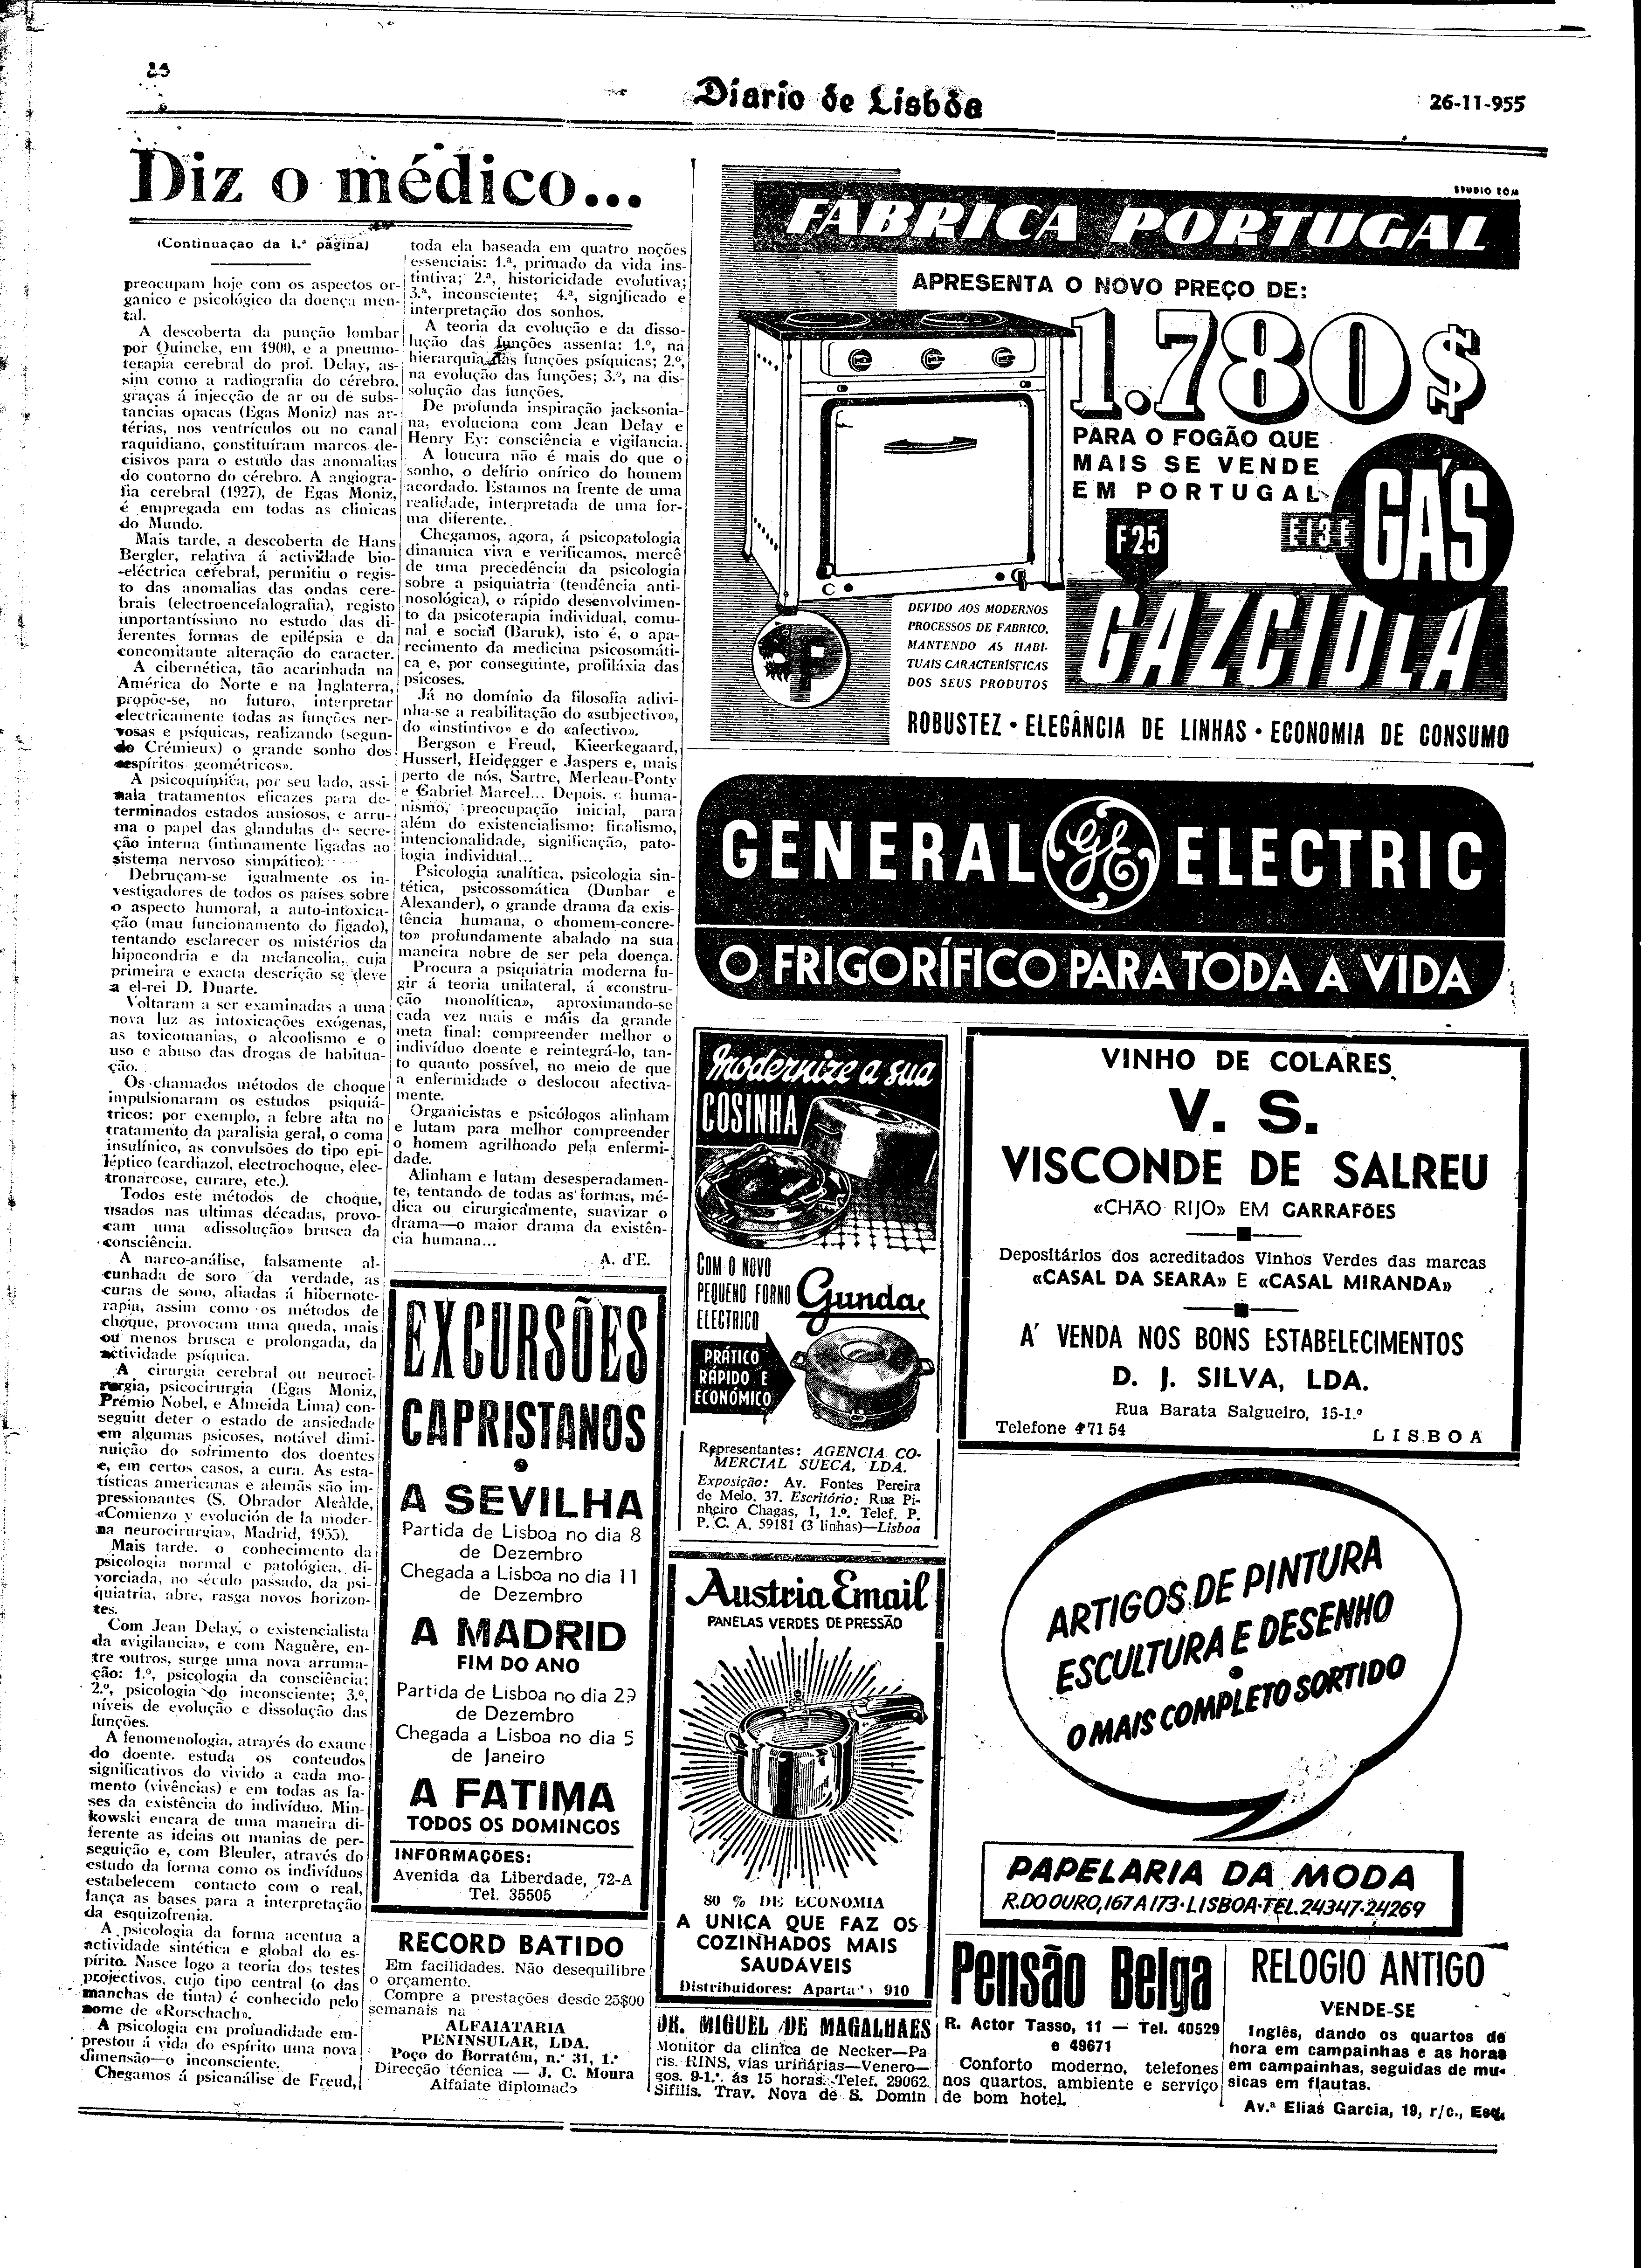 24
Diario de Lisbôa
26-11-955
Diz o médico...
(Continuaçao da 1.ª página)
preocupam hoje com os aspectos or-
gânico e psicológico da doença men-
tal.
A descoberta da punção lombar
por Quincke, em 1900, e a pneumo-
terapia cerebral do prof. Delay, as-
sim como a radiografia do cérebro,
graças á injecção de ar ou de subs-
tancias opacas (Egas Moniz) nas ar-
térias, nos ventrículos ou no canal
raquidiano, constituíram marcos de-
cisivos para o estudo das anomalias
do contorno do cérebro. A angiogra-
fia cerebral (1927), de Egas Moniz,
é empregada em todas as clinicas
do Mundo.
Mais tarde, a descoberta de Hans
Bergler, relativa á actividade bio-
-eléctrica cerebral, permitiu o regis-
to das anomalias das ondas cere-
brais (electroencefalografia), registo
importantíssimo no estudo das di-
ferentes formas de epilépsia e da
concomitante alteração do caracter.
A cibernética, tão acarinhada na
América do Norte e na Inglaterra,
propõe-se, no futuro, interpretar
electricamente todas as funções ner-
vosas e psíquicas, realizando (segun-
do Crémieux) o grande sonho dos
«espíritos geométricos».
A psicoquímica, por seu lado, assi-
nala tratamentos eficazes para de-
terminados estados ansiosos, e arru-
ma o papel das glandulas de secre-
ção interna (intimamente ligadas ao
sistema nervoso simpático).
Debruçam-se igualmente os in-
vestigadores de todos os países sobre
o aspecto humoral, a auto-intoxica-
ção (mau funcionamento do fígado),
tentando esclarecer os mistérios da
hipocondria e da melancolia, cuja
primeira e exacta descrição se deve
a el-rei D. Duarte.
Voltaram a ser examinadas a uma
nova luz as intoxicações exógenas,
as toxicomanias, o alcoolismo e o
uso e abuso das drogas de habitua-
ção.
Os chamados métodos de choque
impulsionaram os estudos psiquiá-
tricos: por exemplo, a febre alta no
tratamento da paralisia geral, o coma
insulínico, as convulsões do tipo epi-
léptico (cardiazol, electrochoque, elec-
tronarcose, curare, etc.).
Todos este métodos de choque,
usados nas ultimas décadas, provo-
cam uma «dissolução» brusca da
consciência.
A narco-análise, falsamente al-
cunhada de soro da verdade, as
curas de sono, aliadas á hibernote-
rapia, assim como os métodos de
choque, provocam uma queda, mais
ou menos brusca e prolongada, da
actividade psíquica.
A cirurgia cerebral ou neuroci-
rurgia, psicocirurgia (Egas Moniz,
Prémio Nobel, e Almeida Lima) con-
seguiu deter o estado de ansiedade
em algumas psicoses, notável dimi-
nuição do sofrimento dos doentes
e, em certos casos, a cura. As esta-
tísticas americanas e alemãs são im-
pressionantes (S. Obrador Alcálde,
«Comienzo y evolución de la moder-
na neurocirurgia», Madrid, 1955).
Mais tarde, o conhecimento da
psicologia normal e patológica, di-
vorciada, no século passado, da psi-
quiatria, abre, rasga novos horizon-
tes.
Com Jean Delay, o existencialista
da «vigilancia», e com Naguère, en-
tre outros, surge uma nova arruma-
ção: 1.º, psicologia da consciência;
2.º, psicologia do inconsciente; 3.º,
níveis de evolução e dissolução das
funções.
A fenomenologia, através do exame
do doente, estuda os conteudos
significativos do vivido a cada mo-
mento (vivências) e em todas as fa-
ses da existência do indivíduo. Min-
kowski encara de uma maneira di-
ferente as ideias ou manias de per-
seguição e, com Bleuler, através do
estudo da forma como os indivíduos
estabelecem contacto com o real,
lança as bases para a interpretação
da esquizofrenia.
A psicologia da forma acentua a
actividade sintética e global do es-
pírito. Nasce logo a teoria dos testes
projectivos, cujo tipo central (o das
manchas de tinta) é conhecido pelo
nome de «Rorschach».
A psicologia em profundidade em-
prestou á vida do espírito uma nova
dimensão—o inconsciente.
Chegamos á psicanálise de Freud,
toda ela baseada em quatro noções
essenciais: 1.ª, primado da vida ins-
tintiva; 2.ª, historicidade evolutiva;
3.ª, inconsciente; 4.ª, significado e
interpretação dos sonhos.
A teoria da evolução e da disso-
lução das funções assenta: 1.º, na
hierarquia das funções psíquicas; 2.º,
na evolução das funções; 3.º, na dis-
solução das funções.
De profunda inspiração jacksonia-
na, evoluciona com Jean Delay e
Henry Ey: consciência e vigilancia.
A loucura não é mais do que o
sonho, o delírio onírico do homem
acordado. Estamos na frente de uma
realidade, interpretada de uma for-
ma diferente.
Chegamos, agora, á psicopatologia
dinamica viva e verificamos, mercê
de uma precedência da psicologia
sobre a psiquiatria (tendência anti-
nosológica), o rápido desenvolvimen-
to da psicoterapia individual, comu-
nal e social (Baruk), isto é, o apa-
recimento da medicina psicosomáti-
ca e, por conseguinte, profiláxia das
psicoses.
Já no domínio da filosofia adivi-
nha-se a reabilitação do «subjectivo»,
do «instintivo» e do «afectivo».
Bergson e Freud, Kieerkegaard,
Husserl, Heidegger e Jaspers e, mais
perto de nós, Sartre, Merleau-Ponty
e Gabriel Marcel... Depois, o huma-
nismo, preocupação inicial, para
além do existencialismo: finalismo,
intencionalidade, significação, pato-
logia individual...
Psicologia analítica, psicologia sin-
tética, psicossomática (Dunbar e
Alexander), o grande drama da exis-
tência humana, o «homem-concre-
to» profundamente abalado na sua
maneira nobre de ser pela doença.
Procura a psiquiatria moderna fu-
gir á teoria unilateral, á «constru-
ção monolítica», aproximando-se
cada vez mais e máis da grande
meta final: compreender melhor o
indivíduo doente e reintegrá-lo, tan-
to quanto possível, no meio de que
a enfermidade o deslocou afectiva-
mente.
Organicistas e psicólogos alinham
e lutam para melhor compreender
o homem agrilhoado pela enfermi-
dade.
Alinham e lutam desesperadamen-
te, tentando de todas as formas, mé-
dica ou cirurgicamente, suavizar o
drama—o maior drama da existên-
cia humana...
A. d'E.
EXCURSÕES
CAPRISTANOS
A SEVILHA
Partida de Lisboa no dia 8
de Dezembro
Chegada a Lisboa no dia 11
de Dezembro
A MADRID
FIM DO ANO
Partida de Lisboa no dia 29
de Dezembro
Chegada a Lisboa no dia 5
de Janeiro
A FATIMA
TODOS OS DOMINGOS
INFORMAÇÕES:
Avenida da Liberdade, 72-A
Tel. 35505
RECORD BATIDO
Em facilidades. Não desequilibre
o orçamento.
Compre a prestações desde 25$00
semanais na
ALFAIATARIA
PENINSULAR, LDA.
Poço do Borratém, n.º 31, 1.º
Direcção técnica — J. C. Moura
Alfaiate diplomado
STUDIO TOM
FABRICA PORTUGAL
APRESENTA O NOVO PREÇO DE:
1.780$
PARA O FOGÃO QUE
MAIS SE VENDE
EM PORTUGAL
F 25
E 13 E
GÁS
GAZCIDLA
P
DEVIDO AOS MODERNOS
PROCESSOS DE FABRICO,
MANTENDO AS HABI-
TUAIS CARACTERÍSTICAS
DOS SEUS PRODUTOS
ROBUSTEZ • ELEGÂNCIA DE LINHAS • ECONOMIA DE CONSUMO
GENERAL GE ELECTRIC
O FRIGORÍFICO PARA TODA A VIDA
Modernize a sua
COSINHA
COM O NOVO
PEQUENO FORNO
ELECTRICO
Gunda
PRÁTICO
RÁPIDO E
ECONÓMICO
Representantes: AGENCIA CO-
MERCIAL SUECA, LDA.
Exposição: Av. Fontes Pereira
de Melo, 37. Escritório: Rua Pi-
nheiro Chagas, 1, 1.º. Telef. P.
P. C. A. 59181 (3 linhas)—Lisboa
Austria Email
PANELAS VERDES DE PRESSÃO
80 % DE ECONOMIA
A UNICA QUE FAZ OS
COZINHADOS MAIS
SAUDAVEIS
Distribuidores: Aparta 910
DR. MIGUEL DE MAGALHAES
Monitor da clínica de Necker—Pa
ris. RINS, vias urinárias—Venero—
gos. 9-1.º. ás 15 horas. Telef. 29062.
Sifilis. Trav. Nova de S. Domin
VINHO DE COLARES
V. S.
VISCONDE DE SALREU
«CHÃO RIJO» EM GARRAFÕES
Depositários dos acreditados Vinhos Verdes das marcas
«CASAL DA SEARA» E «CASAL MIRANDA»
A' VENDA NOS BONS ESTABELECIMENTOS
D. J. SILVA, LDA.
Rua Barata Salgueiro, 15-1.º
Telefone 47154
LISBOA
ARTIGOS DE PINTURA
ESCULTURA E DESENHO
O MAIS COMPLETO SORTIDO
PAPELARIA DA MODA
R. DO OURO, 167 A 173 • LISBOA • TEL. 24347-24269
Pensão Belga
R. Actor Tasso, 11 — Tel. 40529
e 49671
Conforto moderno, telefones
nos quartos, ambiente e serviço
de bom hotel.
RELOGIO ANTIGO
VENDE-SE
Inglês, dando os quartos de
hora em campainhas e as horas
em campainhas, seguidas de mu-
sicas em flautas.
Av.ª Elias Garcia, 19, r/c., Esq.